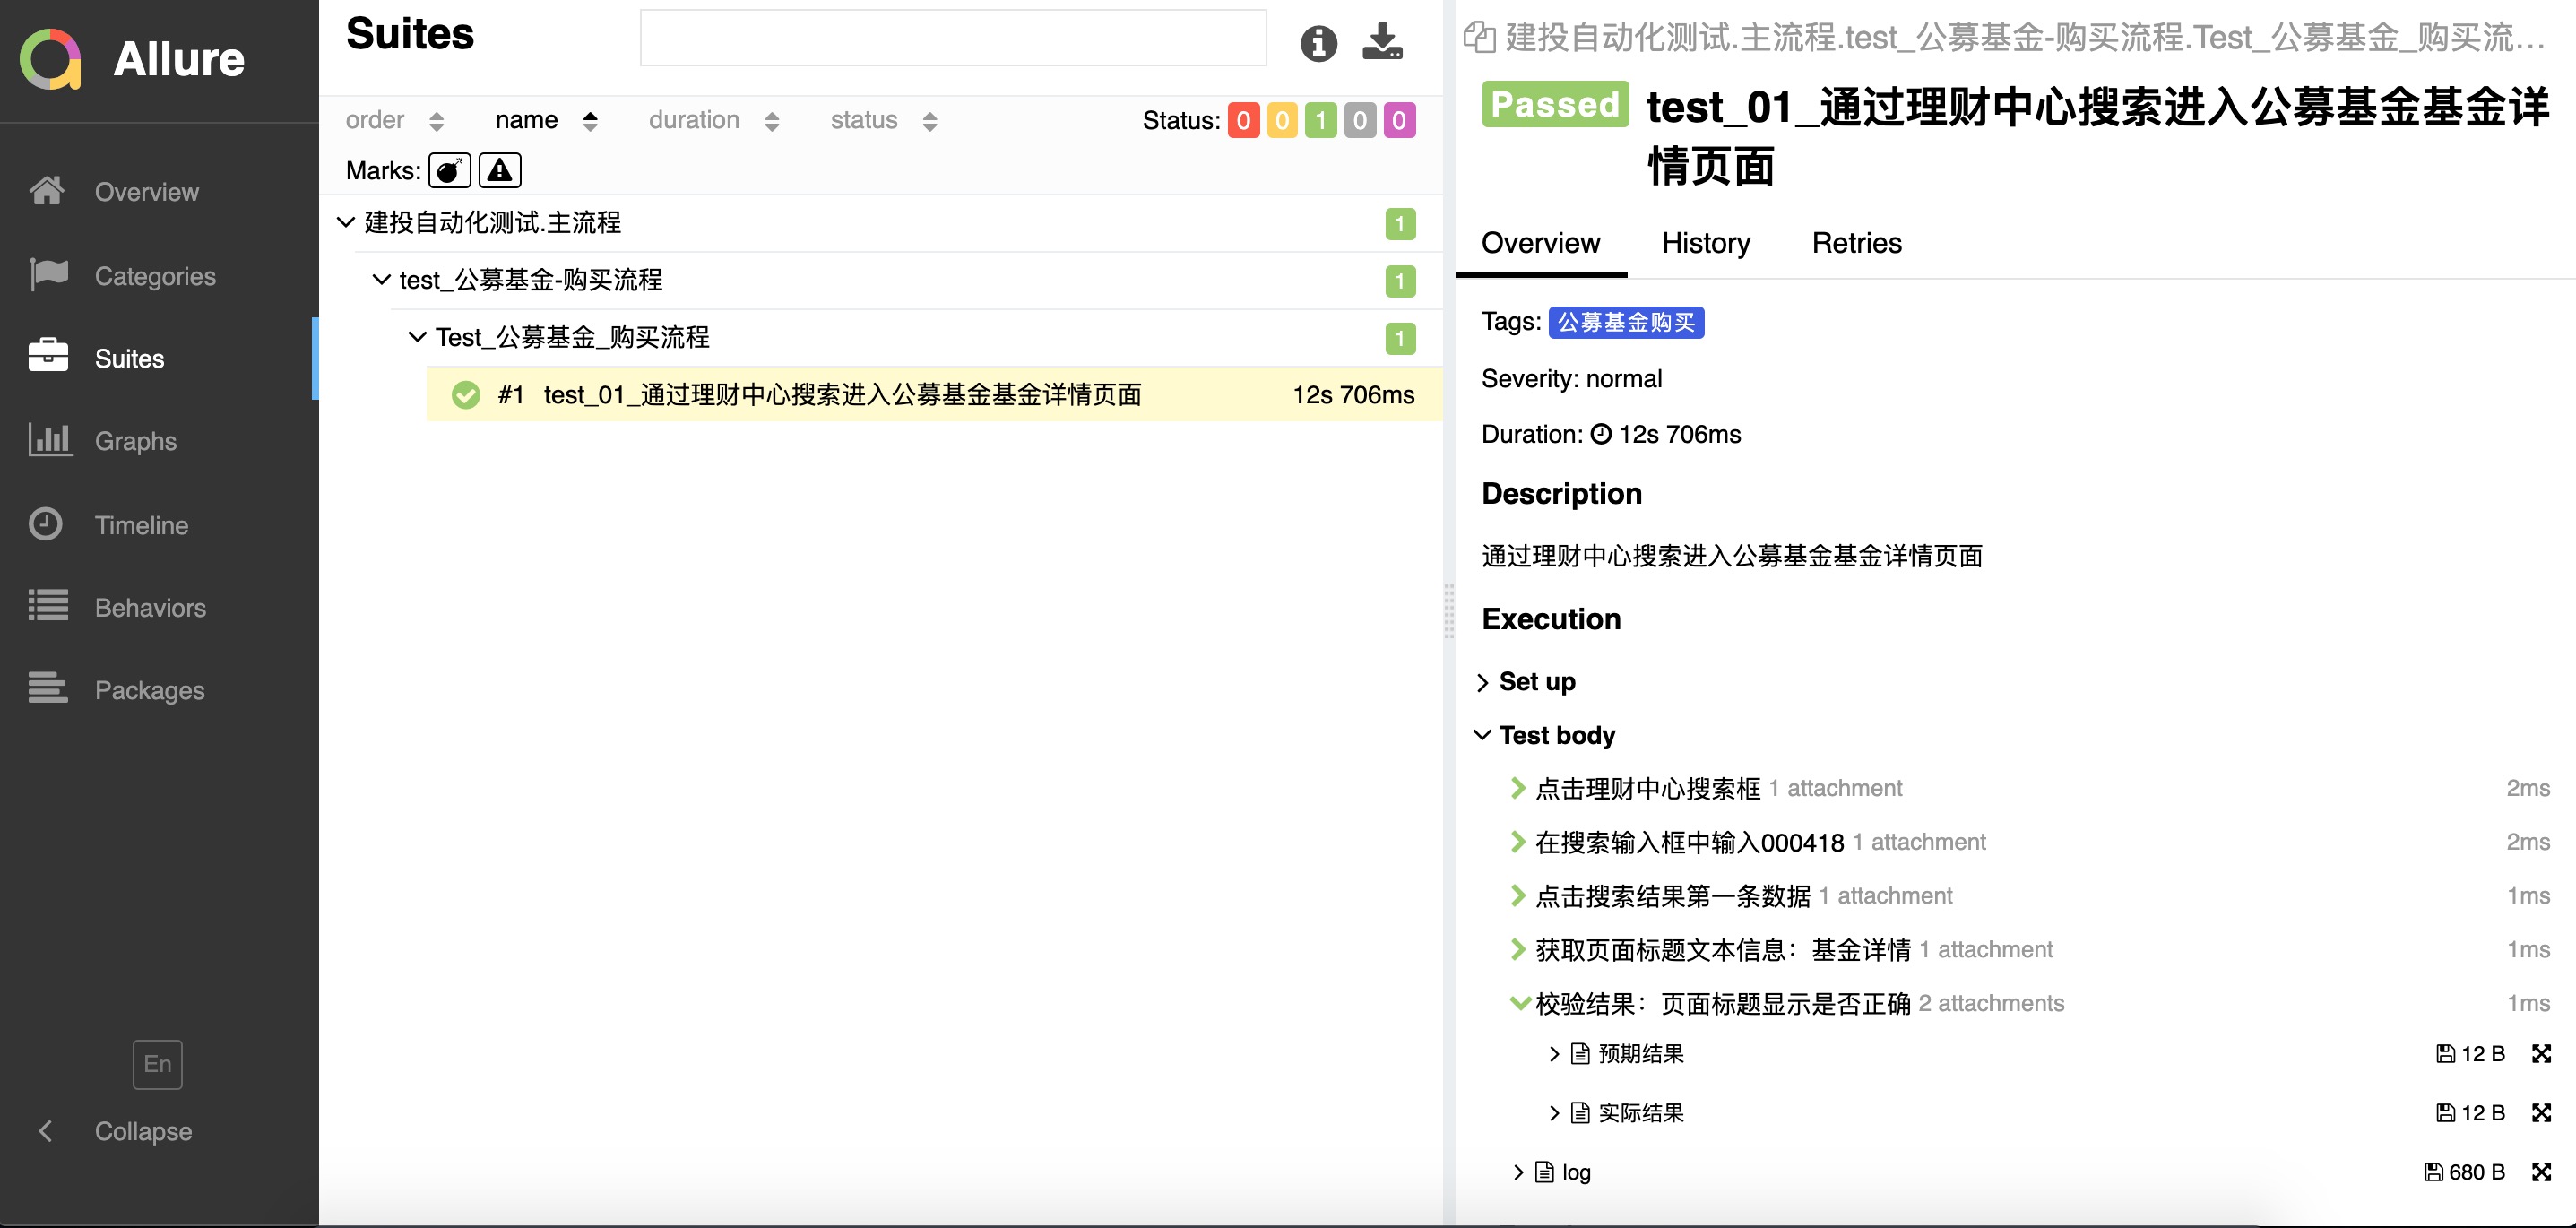 Allure
Overview
Categories
Suites
Graphs
Timeline
Behaviors
Packages
En
Collapse
Suites
order name duration status Status: 0 0 1 0 0
Marks:
建投自动化测试.主流程 1
test_公募基金-购买流程 1
Test_公募基金_购买流程 1
#1 test_01_通过理财中心搜索进入公募基金基金详情页面 12s 706ms
建投自动化测试.主流程.test_公募基金-购买流程.Test_公募基金_购买流...
Passed test_01_通过理财中心搜索进入公募基金基金详
情页面
Overview History Retries
Tags: 公募基金购买
Severity: normal
Duration: 12s 706ms
Description
通过理财中心搜索进入公募基金基金详情页面
Execution
Set up
Test body
点击理财中心搜索框 1 attachment 2ms
在搜索输入框中输入000418 1 attachment 2ms
点击搜索结果第一条数据 1 attachment 1ms
获取页面标题文本信息：基金详情 1 attachment 1ms
校验结果：页面标题显示是否正确 2 attachments 1ms
预期结果 12 B
实际结果 12 B
log 680 B